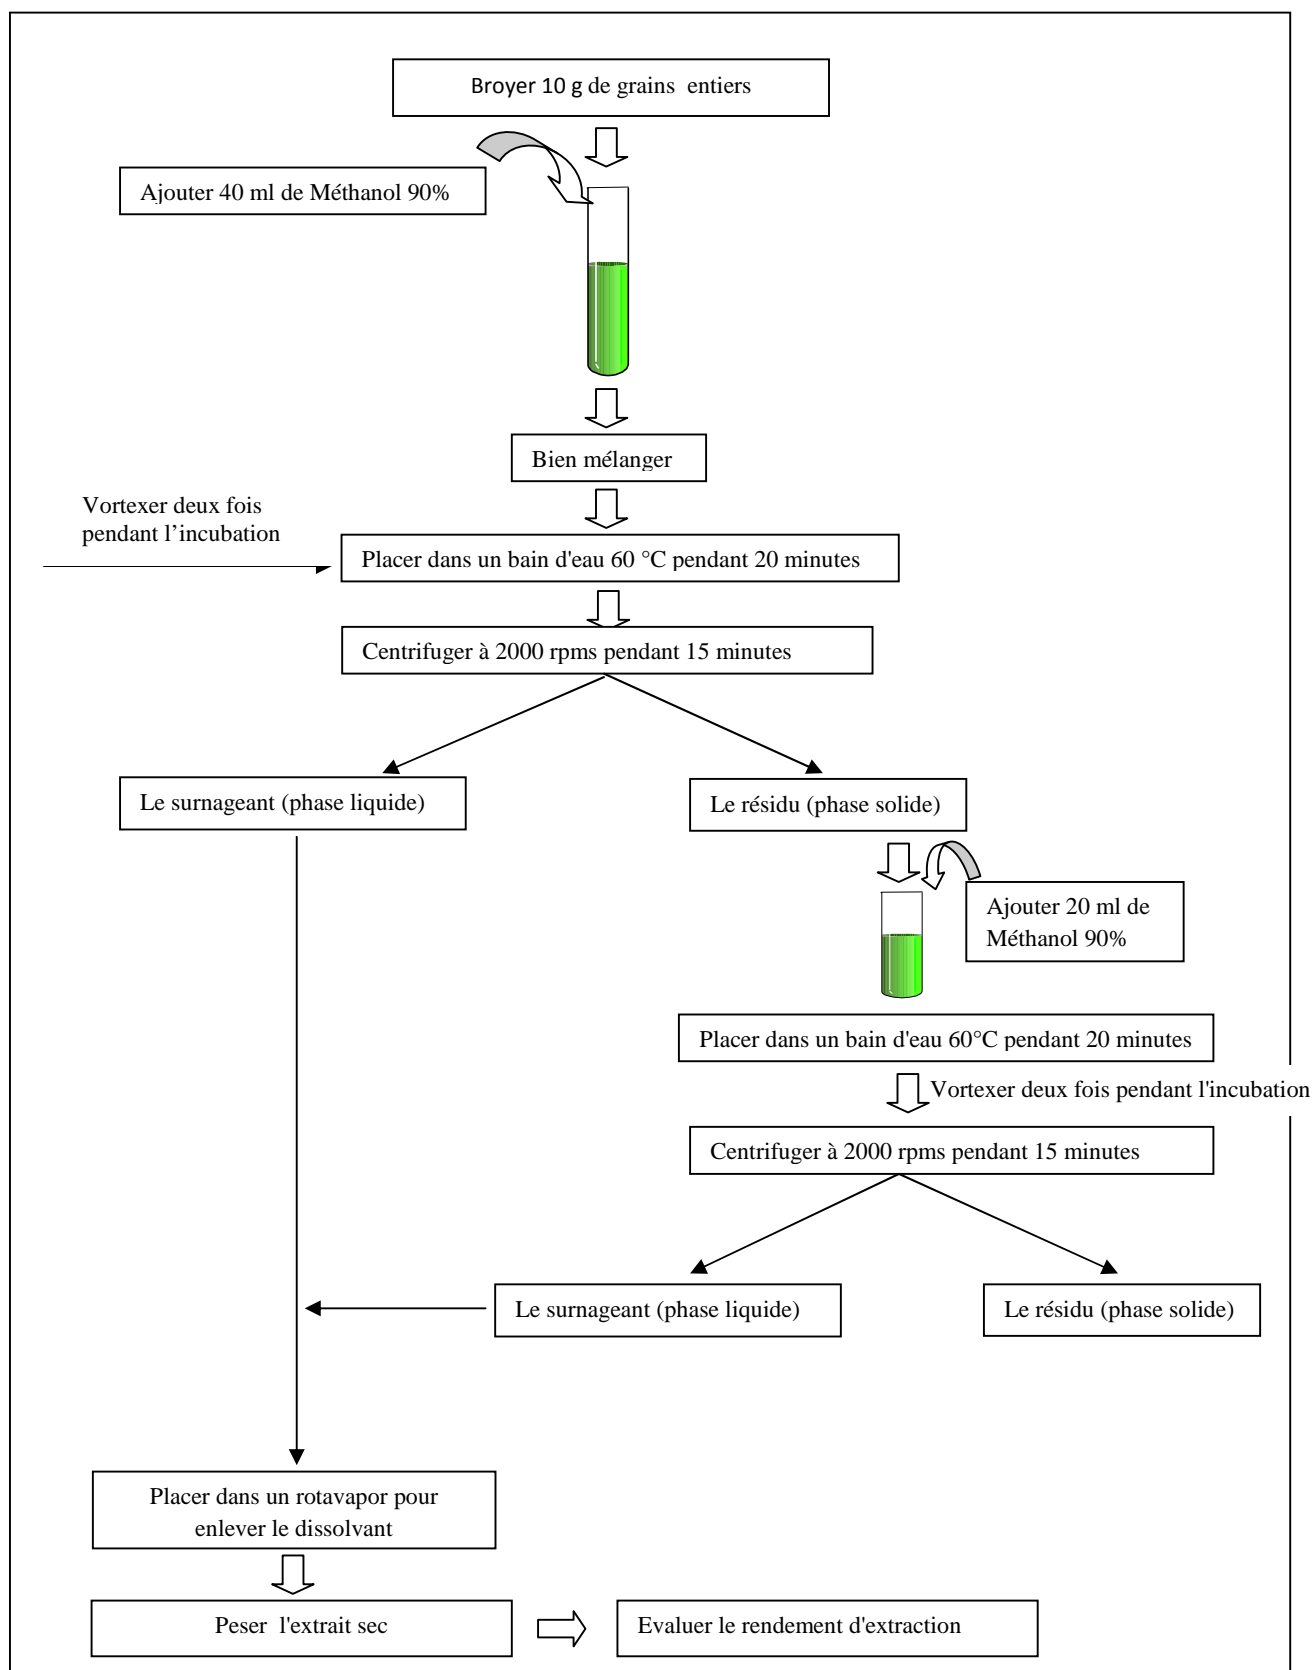 Broyer 10 g de grains entiers
Ajouter 40 ml de Méthanol 90%
Bien mélanger
Vortexer deux fois
pendant l’incubation
Placer dans un bain d'eau 60 °C pendant 20 minutes
Centrifuger à 2000 rpms pendant 15 minutes
Le surnageant (phase liquide)
Le résidu (phase solide)
Ajouter 20 ml de
Méthanol 90%
Placer dans un bain d'eau 60°C pendant 20 minutes
Vortexer deux fois pendant l'incubation
Centrifuger à 2000 rpms pendant 15 minutes
Le surnageant (phase liquide)
Le résidu (phase solide)
Placer dans un rotavapor pour
enlever le dissolvant
Peser l'extrait sec
Evaluer le rendement d'extraction